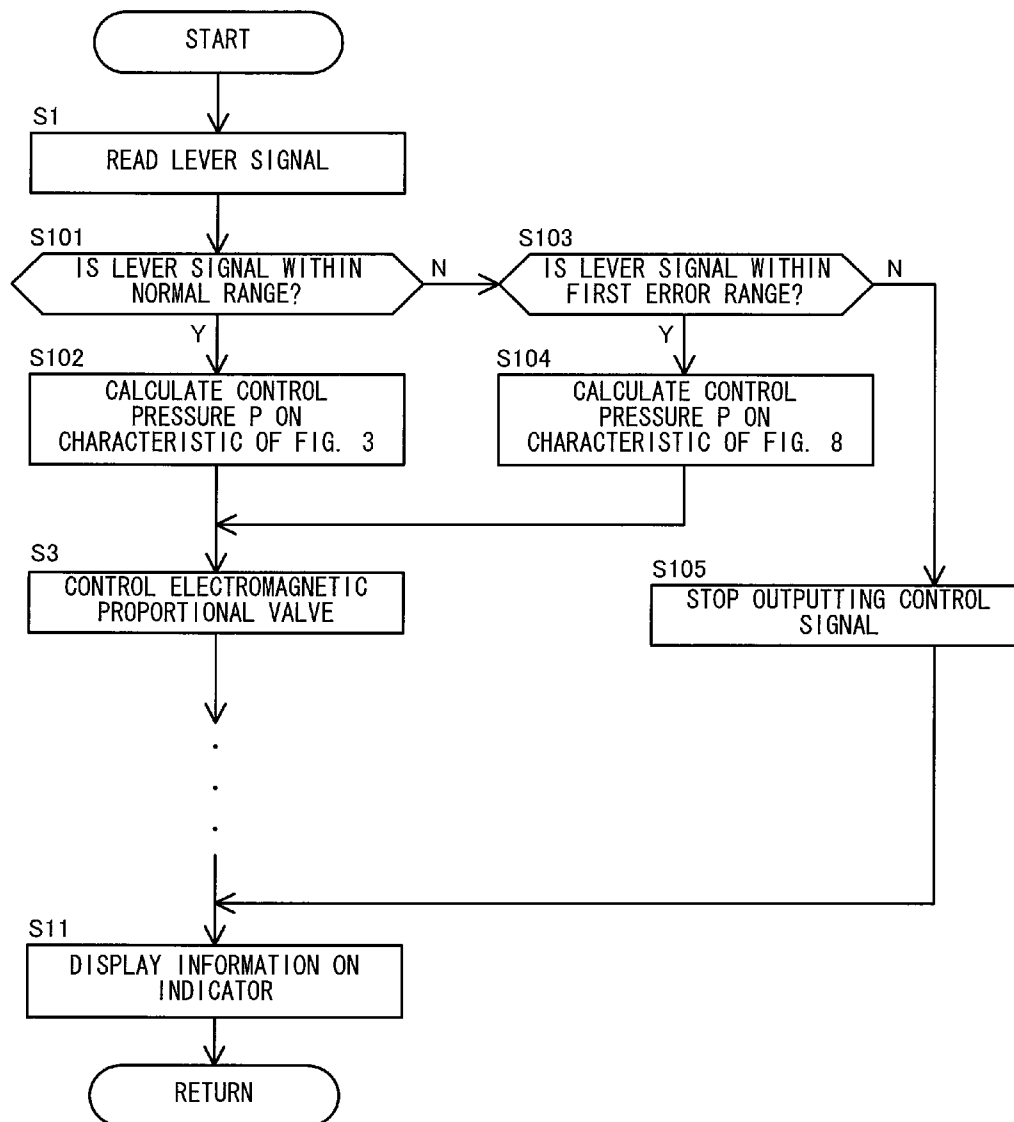 START
S1
READ LEVER SIGNAL
S101
IS LEVER SIGNAL WITHIN
NORMAL RANGE?
N
Y
S103
IS LEVER SIGNAL WITHIN
FIRST ERROR RANGE?
N
Y
S102
CALCULATE CONTROL
PRESSURE P ON
CHARACTERISTIC OF FIG. 3
S104
CALCULATE CONTROL
PRESSURE P ON
CHARACTERISTIC OF FIG. 8
S3
CONTROL ELECTROMAGNETIC
PROPORTIONAL VALVE
S105
STOP OUTPUTTING CONTROL
SIGNAL
S11
DISPLAY INFORMATION ON
INDICATOR
RETURN